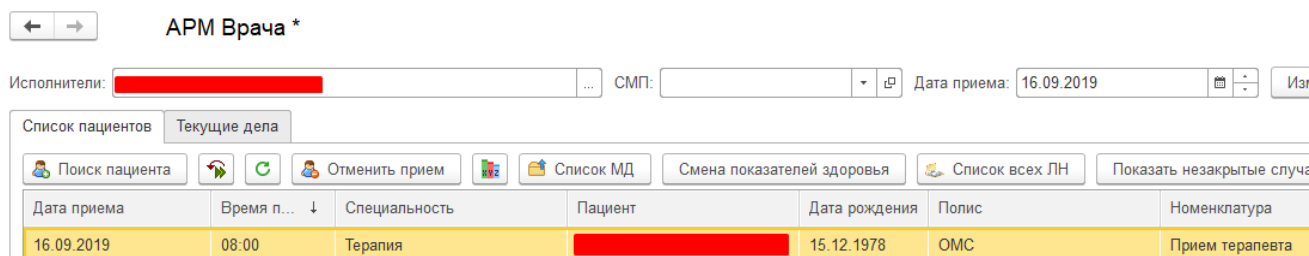 АРМ Врача *
Исполнители: ... СМП: Дата приема: 16.09.2019
Список пациентов Текущие дела
Поиск пациента Отменить прием Список МД Смена показателей здоровья Список всех ЛН Показать незакрытые
Дата приема Время п... ↓ Специальность Пациент Дата рождения Полис Номенклатура
16.09.2019 08:00 Терапия 15.12.1978 ОМС Прием терапевта